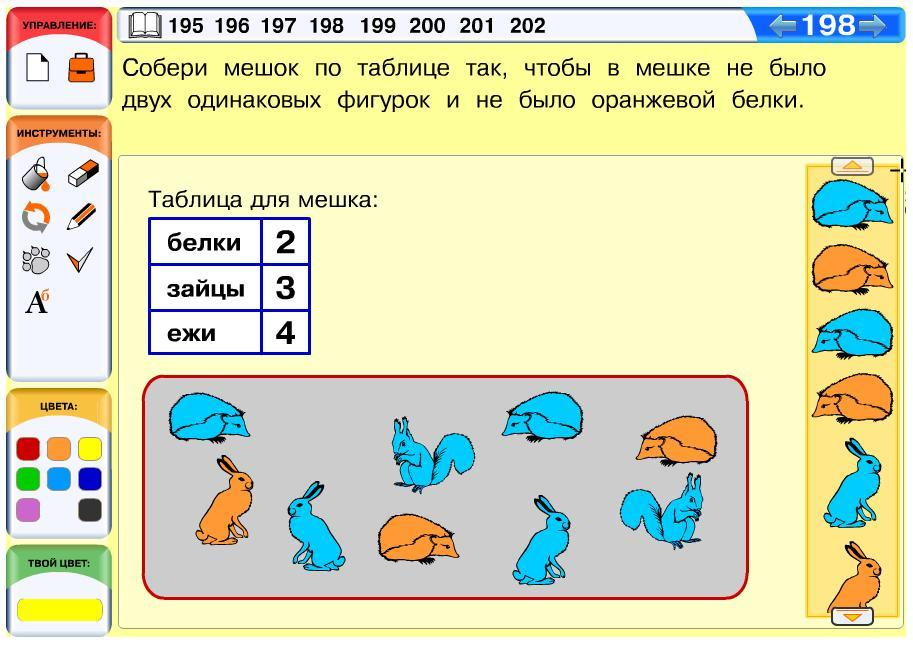 УПРАВЛЕНИЕ:
195 196 197 198 199 200 201 202
198
Собери мешок по таблице так, чтобы в мешке не было
двух одинаковых фигурок и не было оранжевой белки.
ИНСТРУМЕНТЫ:
Аб
Таблица для мешка:
белки 2
зайцы 3
ежи 4
ЦВЕТА:
ТВОЙ ЦВЕТ: